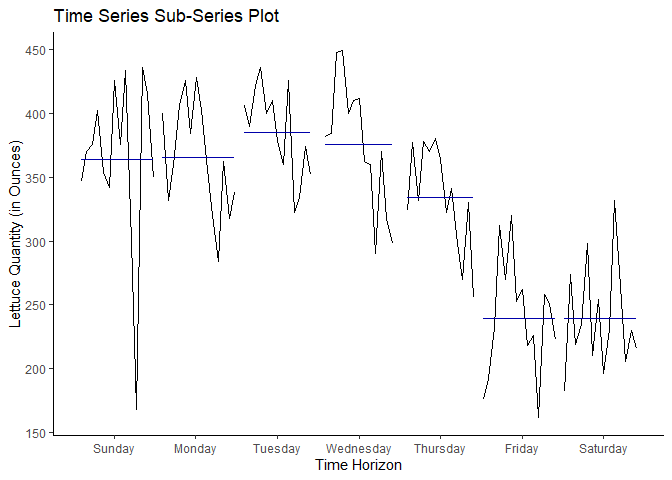 Time Series Sub-Series Plot
Lettuce Quantity (in Ounces)
450
400
350
300
250
200
150
Sunday Monday Tuesday Wednesday Thursday Friday Saturday
Time Horizon